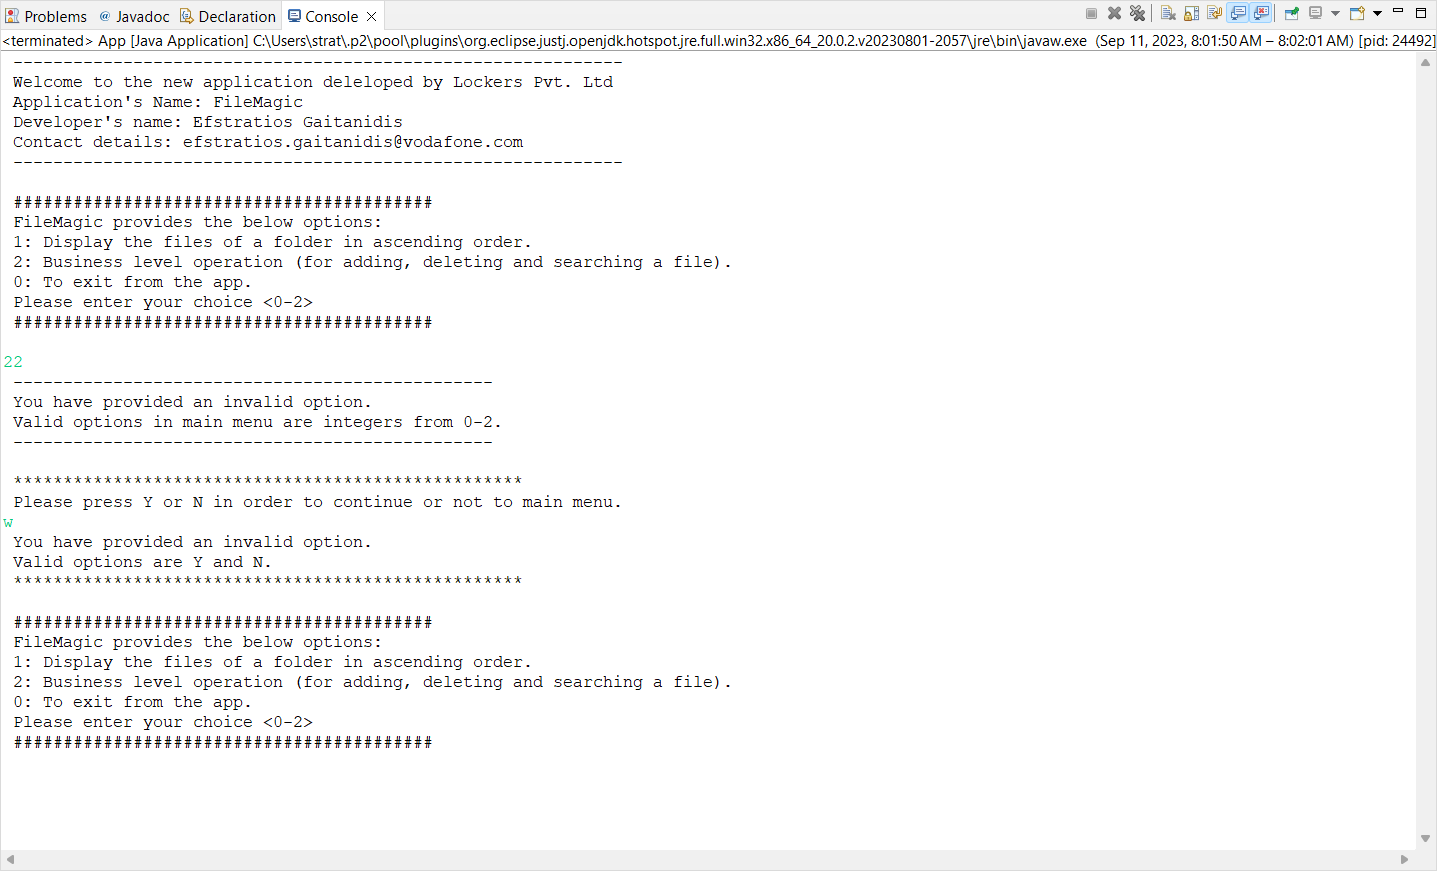 Problems @ Javadoc Declaration Console
<terminated> App [Java Application] C:\Users\strat\.p2\pool\plugins\org.eclipse.justj.openjdk.hotspot.jre.full.win32.x86_64_20.0.2.v20230801-2057\jre\bin\javaw.exe (Sep 11, 2023, 8:01:50 AM – 8:02:01 AM) [pid: 24492]
-------------------------------------------------------------
Welcome to the new application deleloped by Lockers Pvt. Ltd
Application's Name: FileMagic
Developer's name: Efstratios Gaitanidis
Contact details: efstratios.gaitanidis@vodafone.com
-------------------------------------------------------------
##########################################
FileMagic provides the below options:
1: Display the files of a folder in ascending order.
2: Business level operation (for adding, deleting and searching a file).
0: To exit from the app.
Please enter your choice <0-2>
##########################################
22
------------------------------------------------
You have provided an invalid option.
Valid options in main menu are integers from 0-2.
------------------------------------------------
***************************************************
Please press Y or N in order to continue or not to main menu.
w
You have provided an invalid option.
Valid options are Y and N.
***************************************************
##########################################
FileMagic provides the below options:
1: Display the files of a folder in ascending order.
2: Business level operation (for adding, deleting and searching a file).
0: To exit from the app.
Please enter your choice <0-2>
##########################################